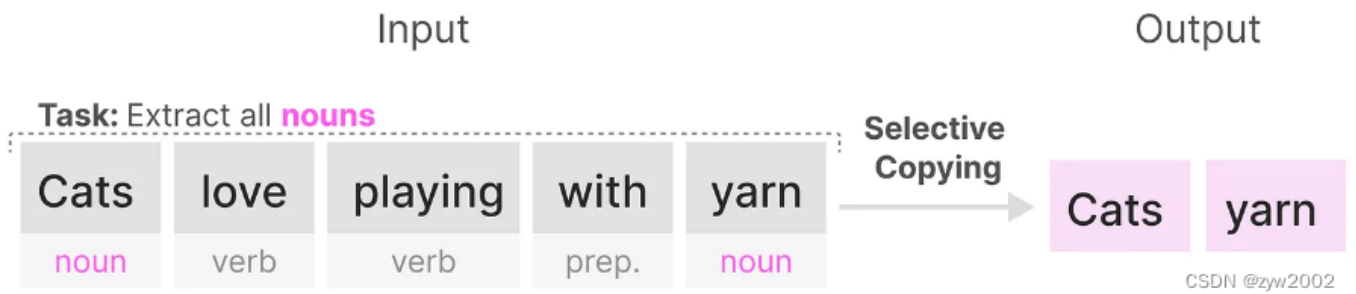 Input
Output
Task: Extract all nouns
Selective
Copying
Cats love playing with yarn
noun verb verb prep. noun
Cats yarn
CSDN @zyw2002